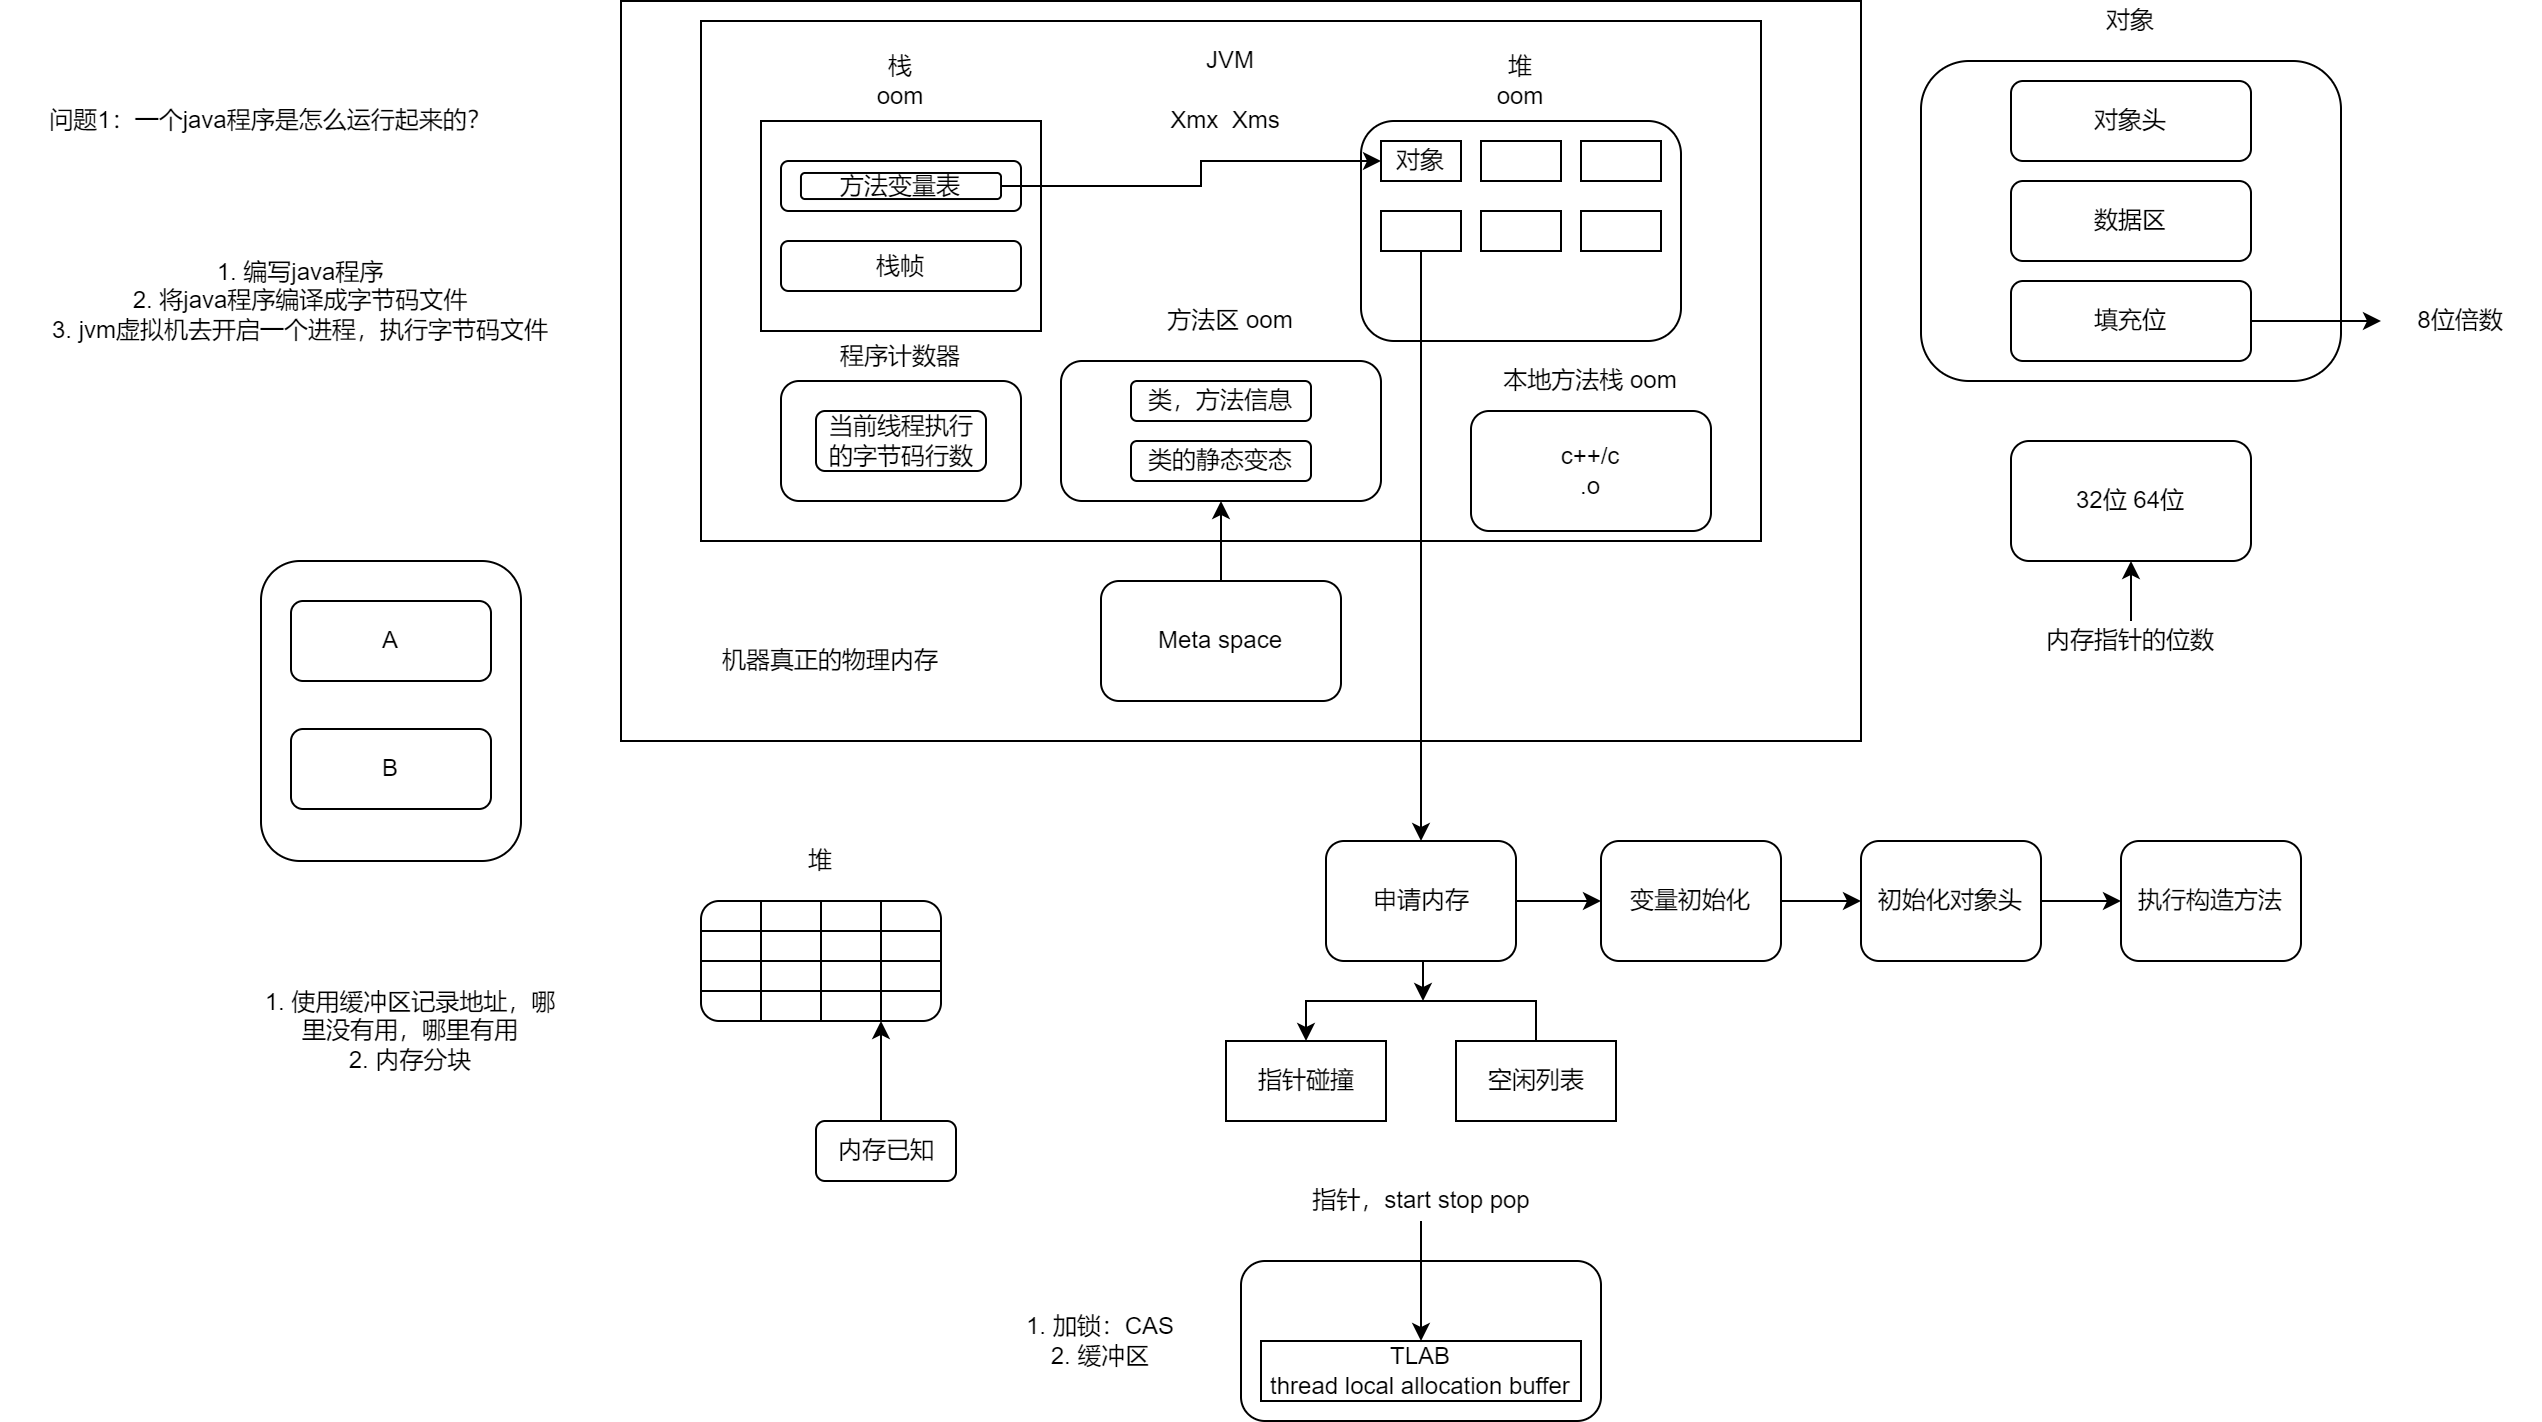 问题1：一个java程序是怎么运行起来的？
1. 编写java程序
2. 将java程序编译成字节码文件
3. jvm虚拟机去开启一个进程，执行字节码文件
JVM
Xmx  Xms
栈
oom
方法变量表
栈帧
程序计数器
当前线程执行
的字节码行数
堆
oom
对象
方法区 oom
类，方法信息
类的静态变态
本地方法栈 oom
c++/c
.o
Meta space
机器真正的物理内存
对象
对象头
数据区
填充位
8位倍数
32位 64位
内存指针的位数
A
B
1. 使用缓冲区记录地址，哪
里没有用，哪里有用
2. 内存分块
堆
内存已知
申请内存
变量初始化
初始化对象头
执行构造方法
指针碰撞
空闲列表
指针，start stop pop
1. 加锁：CAS
2. 缓冲区
TLAB
thread local allocation buffer